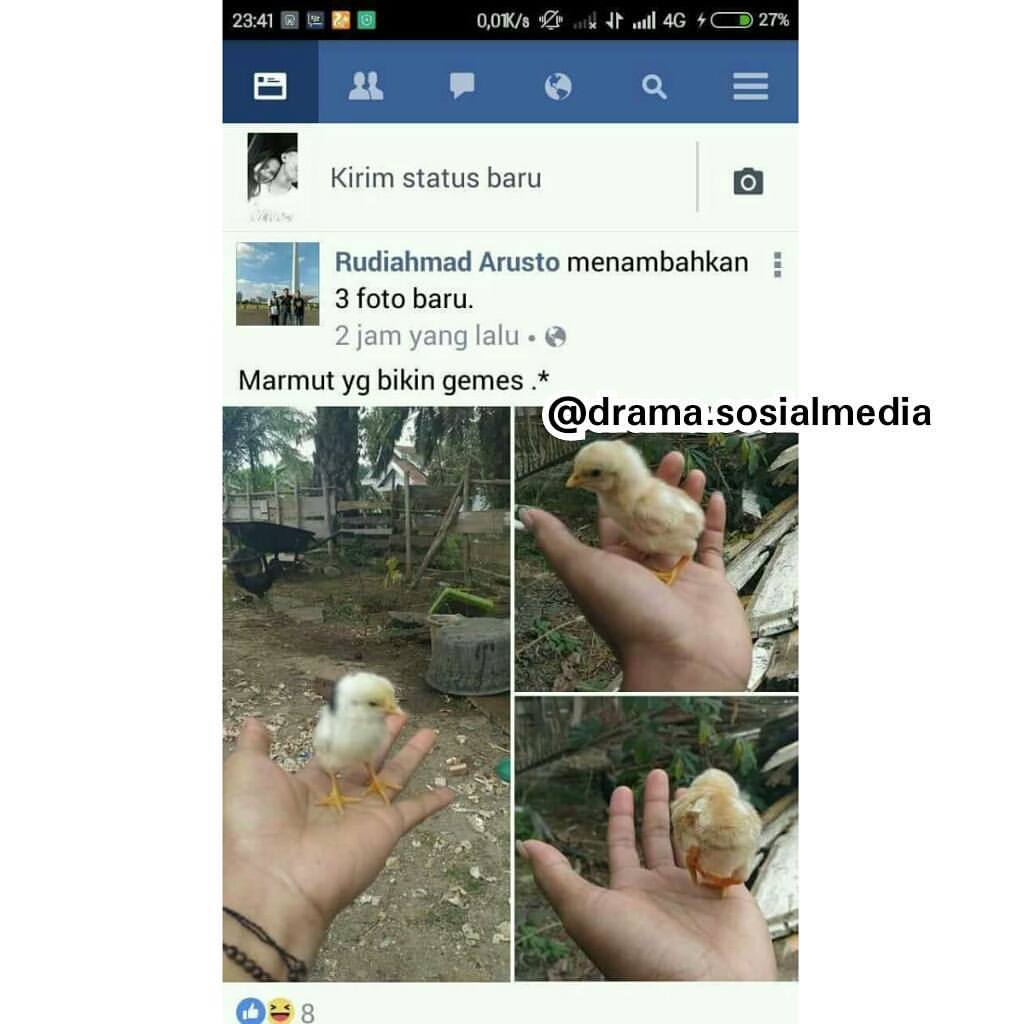 23:41
0,01K/s
4G
27%
Kirim status baru
Rudiahmad Arusto menambahkan
3 foto baru.
2 jam yang lalu •
Marmut yg bikin gemes .*
@drama.sosialmedia
8